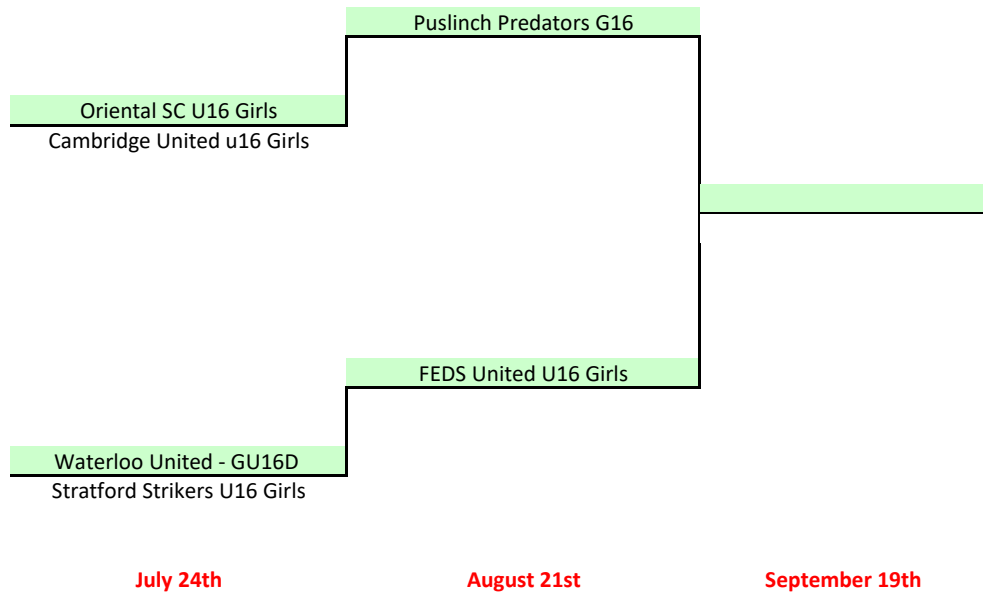 Puslinch Predators G16
Oriental SC U16 Girls
Cambridge United u16 Girls
FEDS United U16 Girls
Waterloo United - GU16D
Stratford Strikers U16 Girls
July 24th
August 21st
September 19th